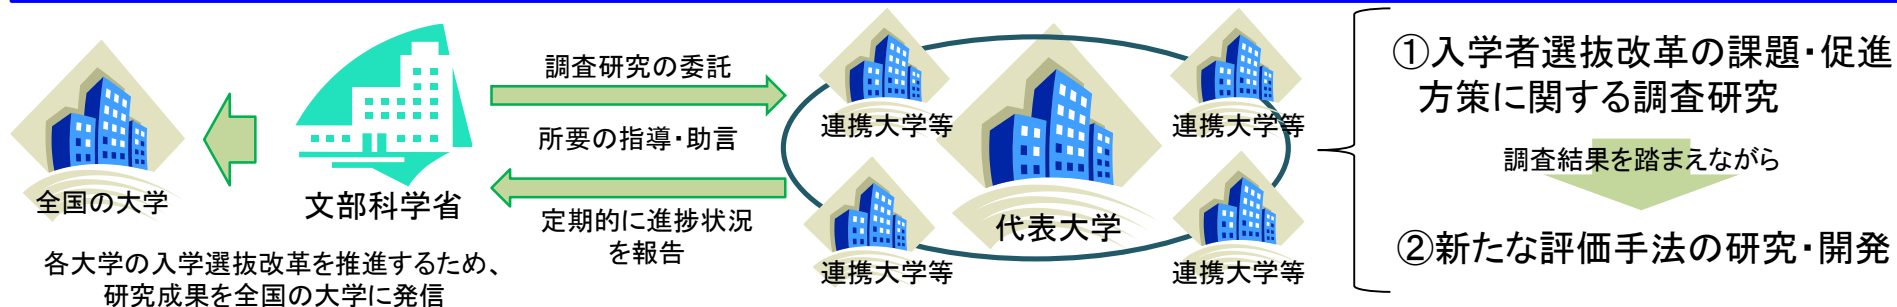 全国の大学
文部科学省
各大学の入学選抜改革を推進するため、
研究成果を全国の大学に発信
調査研究の委託
所要の指導・助言
定期的に進捗状況
を報告
連携大学等
連携大学等
代表大学
連携大学等
連携大学等
①入学者選抜改革の課題・促進
方策に関する調査研究
調査結果を踏まえながら
②新たな評価手法の研究・開発